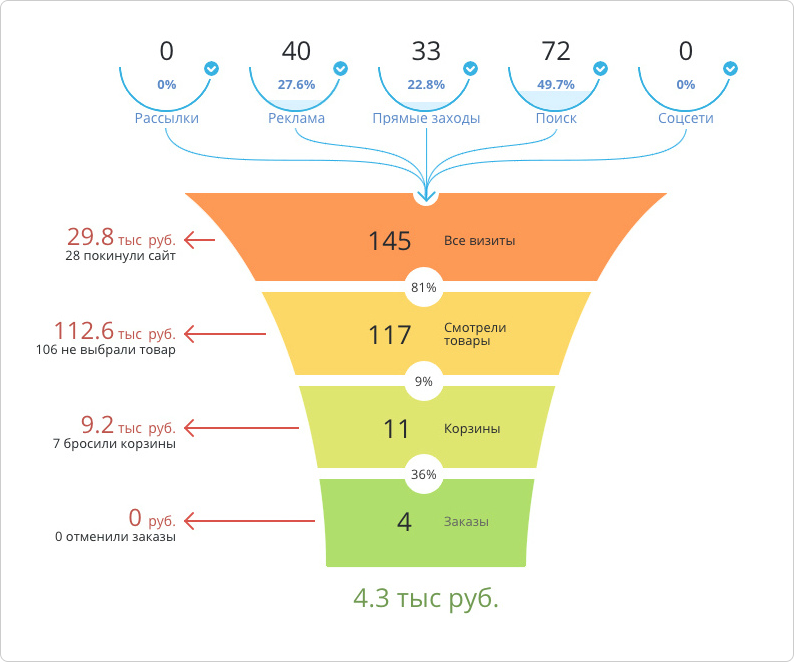 0 40 33 72 0
0% 27.6% 22.8% 49.7% 0%
Рассылки Реклама Прямые заходы Поиск Соцсети
29.8 тыс руб.
28 покинули сайт
145 Все визиты
81%
112.6 тыс руб.
106 не выбрали товар
117 Смотрели
товары
9%
9.2 тыс руб.
7 бросили корзины
11 Корзины
36%
0 руб.
0 отменили заказы
4 Заказы
4.3 тыс руб.